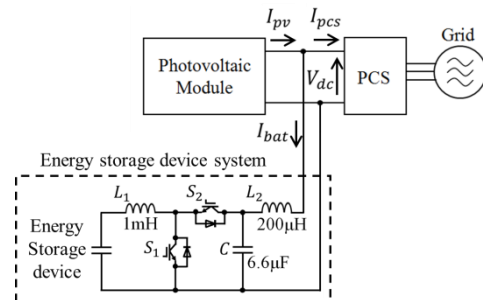 I_pv
I_pcs
Grid
Photovoltaic
Module
V_dc
PCS
I_bat
Energy storage device system
L_1
S_2
L_2
1mH
200μH
Energy
Storage
device
S_1
C
6.6μF